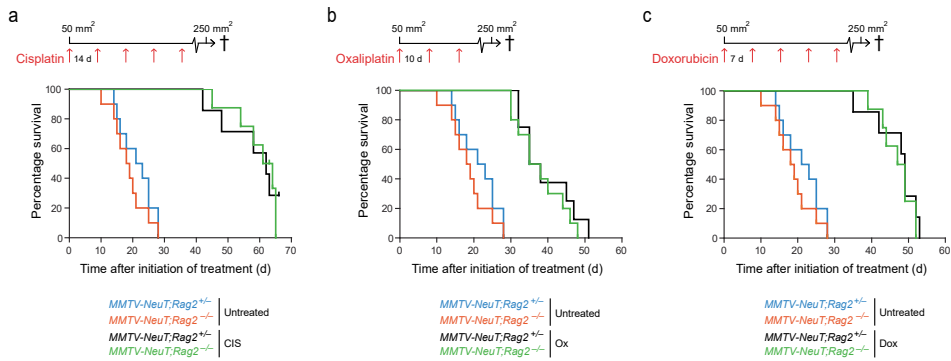 a
50 mm²
250 mm²
Cisplatin
14 d
Percentage survival
100
80
60
40
20
0
0 10 20 30 40 50 60 70
Time after initiation of treatment (d)
MMTV-NeuT;Rag2⁺/⁻
MMTV-NeuT;Rag2⁻/⁻
Untreated
MMTV-NeuT;Rag2⁺/⁻
MMTV-NeuT;Rag2⁻/⁻
CIS
b
50 mm²
250 mm²
Oxaliplatin
10 d
Percentage survival
100
80
60
40
20
0
0 10 20 30 40 50 60
Time after initiation of treatment (d)
MMTV-NeuT;Rag2⁺/⁻
MMTV-NeuT;Rag2⁻/⁻
Untreated
MMTV-NeuT;Rag2⁺/⁻
MMTV-NeuT;Rag2⁻/⁻
Ox
c
50 mm²
250 mm²
Doxorubicin
7 d
Percentage survival
100
80
60
40
20
0
0 10 20 30 40 50 60
Time after initiation of treatment (d)
MMTV-NeuT;Rag2⁺/⁻
MMTV-NeuT;Rag2⁻/⁻
Untreated
MMTV-NeuT;Rag2⁺/⁻
MMTV-NeuT;Rag2⁻/⁻
Dox